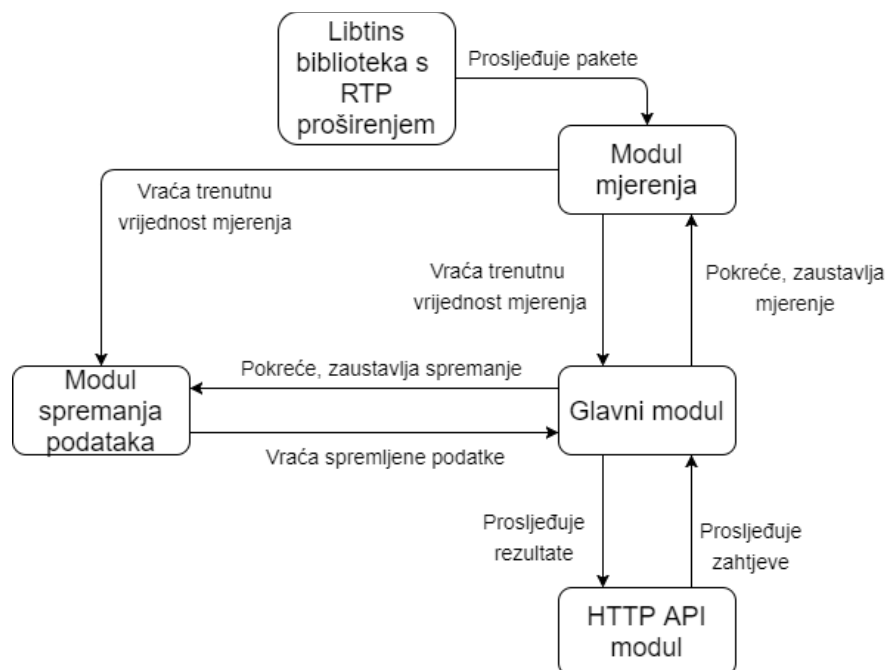 Libtins
biblioteka s
RTP
proširenjem
Prosljeđuje pakete
Modul
mjerenja
Vraća trenutnu
vrijednost mjerenja
Vraća trenutnu
vrijednost mjerenja
Pokreće, zaustavlja
mjerenje
Modul
spremanja
podataka
Pokreće, zaustavlja spremanje
Glavni modul
Vraća spremljene podatke
Prosljeđuje
rezultate
Prosljeđuje
zahtjeve
HTTP API
modul